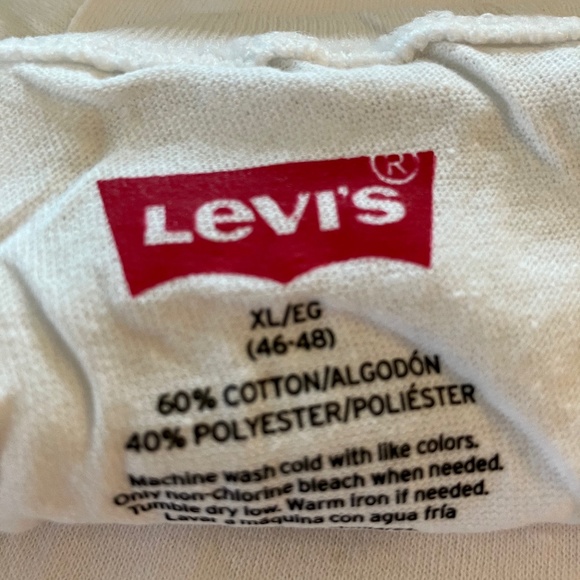 Levi's®
XL/EG
(46-48)
60% COTTON/ALGODÓN
40% POLYESTER/POLIÉSTER
Machine wash cold with like colors.
Only non-chlorine bleach when needed.
Tumble dry low. Warm iron if needed.
Lavar a máquina con agua fría